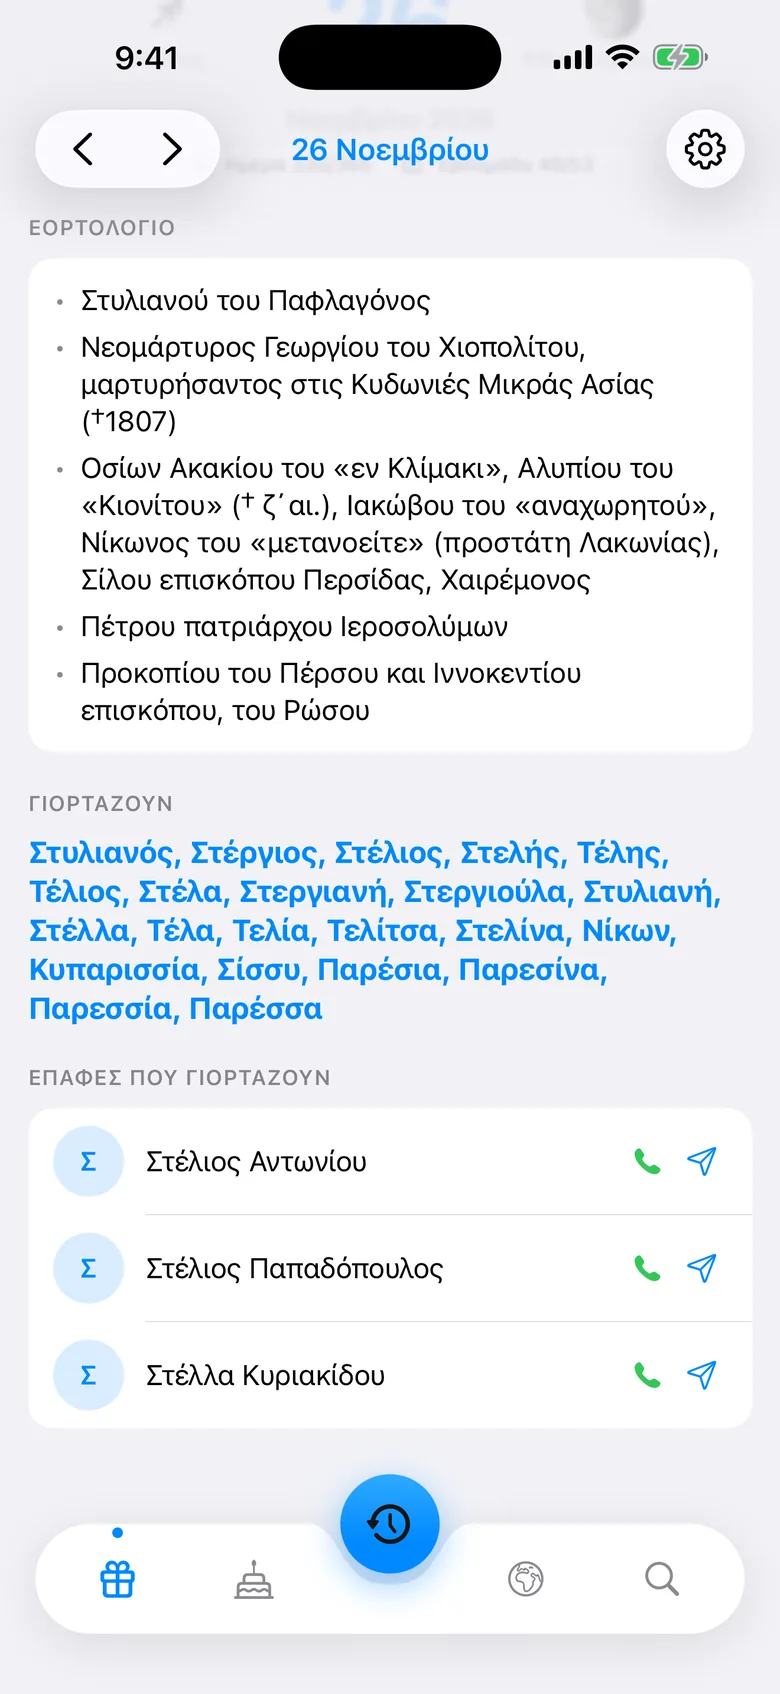 9:41
26 Νοεμβρίου
ΕΟΡΤΟΛΟΓΙΟ
• Στυλιανού του Παφλαγόνος
• Νεομάρτυρος Γεωργίου του Χιοπολίτου,
μαρτυρήσαντος στις Κυδωνιές Μικράς Ασίας
(†1807)
• Οσίων Ακακίου του «εν Κλίμακι», Αλυπίου του
«Κιονίτου» († ζ΄αι.), Ιακώβου του «αναχωρητού»,
Νίκωνος του «μετανοείτε» (προστάτη Λακωνίας),
Σίλου επισκόπου Περσίδας, Χαιρέμονος
• Πέτρου πατριάρχου Ιεροσολύμων
• Προκοπίου του Πέρσου και Ιννοκεντίου
επισκόπου, του Ρώσου
ΓΙΟΡΤΑΖΟΥΝ
Στυλιανός, Στέργιος, Στέλιος, Στελής, Τέλης,
Τέλιος, Στέλα, Στεργιανή, Στεργιούλα, Στυλιανή,
Στέλλα, Τέλα, Τελία, Τελίτσα, Στελίνα, Νίκων,
Κυπαρισσία, Σίσσυ, Παρέσια, Παρεσίνα,
Παρεσσία, Παρέσσα
ΕΠΑΦΕΣ ΠΟΥ ΓΙΟΡΤΑΖΟΥΝ
Σ Στέλιος Αντωνίου
Σ Στέλιος Παπαδόπουλος
Σ Στέλλα Κυριακίδου